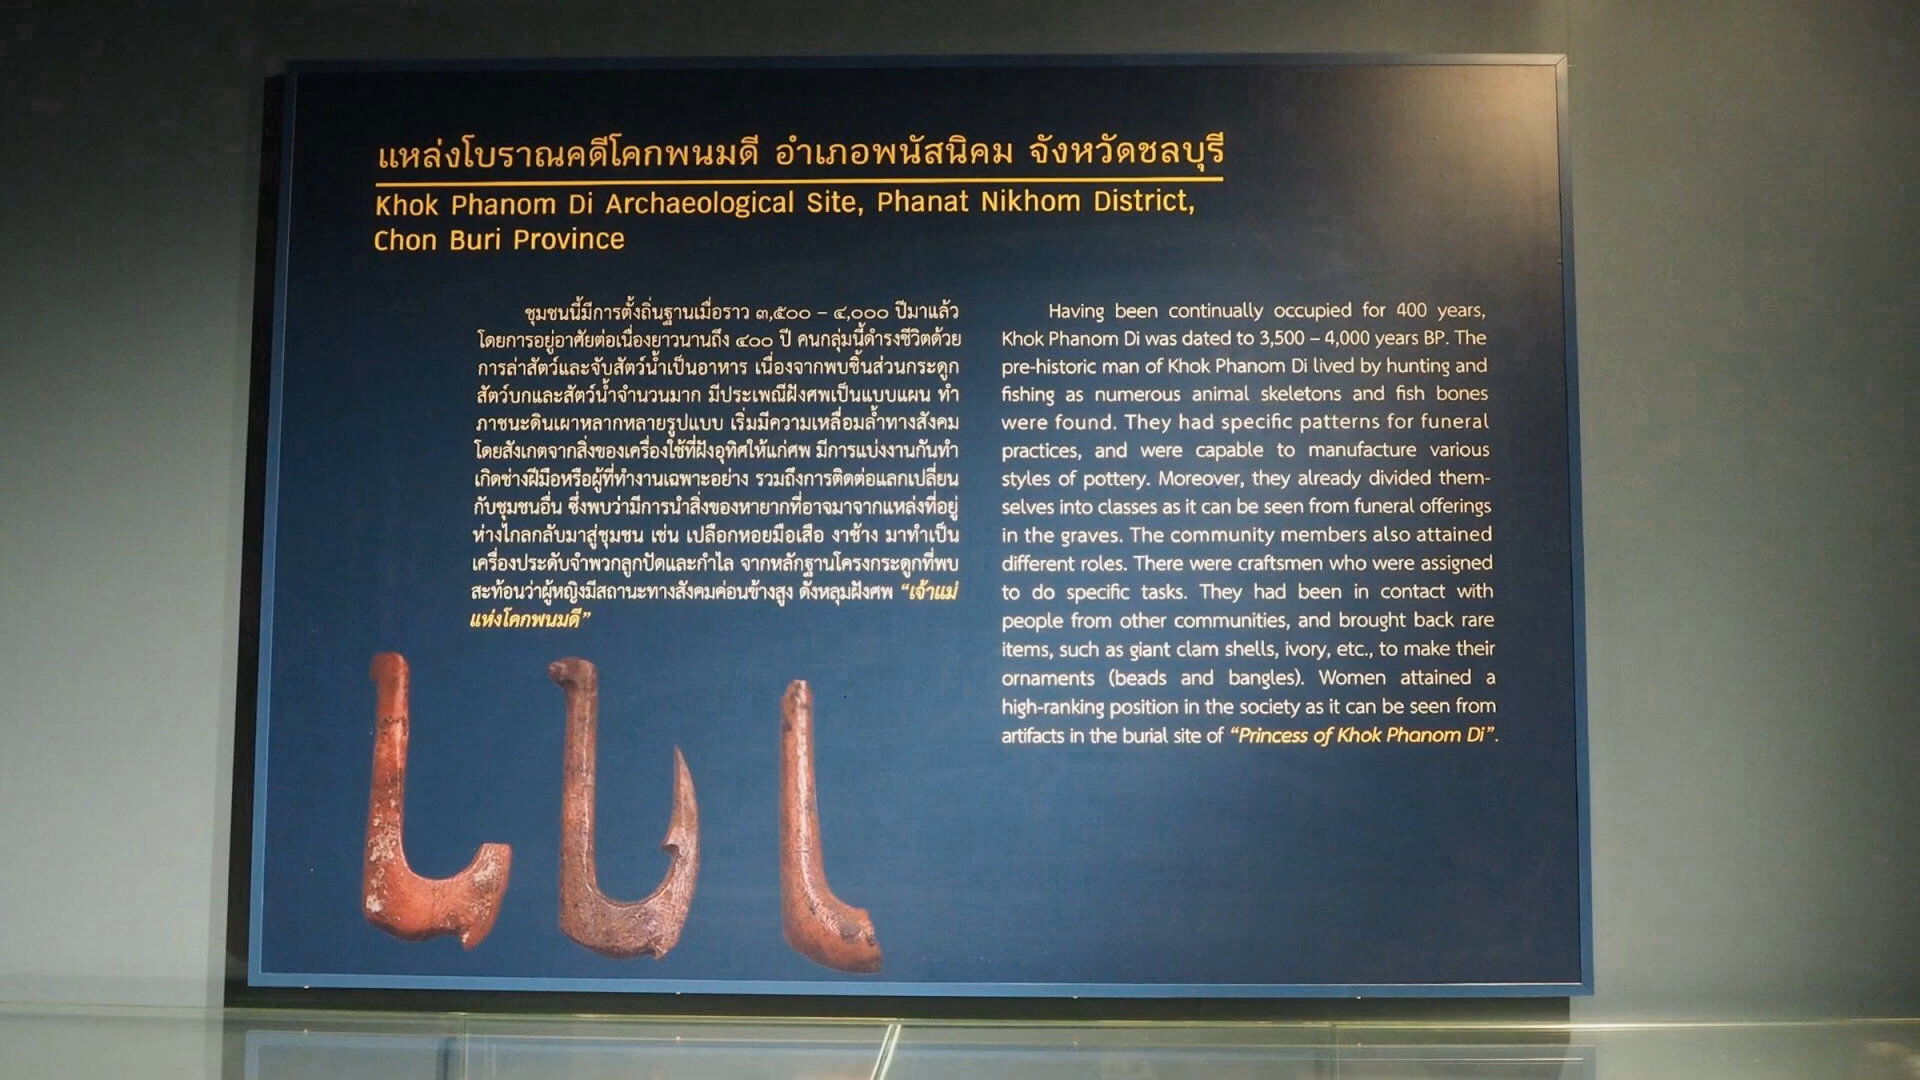 แหล่งโบราณคดีโคกพนมดี อำเภอพนัสนิคม จังหวัดชลบุรี
Khok Phanom Di Archaeological Site, Phanat Nikhom District,
Chon Buri Province
ชุมชนนี้มีการตั้งถิ่นฐานเมื่อราว ๓,๕๐๐ – ๔,๐๐๐ ปีมาแล้ว
โดยการอยู่อาศัยต่อเนื่องยาวนานถึง ๔๐๐ ปี คนกลุ่มนี้ดำรงชีวิตด้วย
การล่าสัตว์และจับสัตว์น้ำเป็นอาหาร เนื่องจากพบชิ้นส่วนกระดูก
สัตว์บกและสัตว์น้ำจำนวนมาก มีประเพณีฝังศพเป็นแบบแผน ทำ
ภาชนะดินเผาหลากหลายรูปแบบ เริ่มมีความเหลื่อมล้ำทางสังคม
โดยสังเกตจากสิ่งของเครื่องใช้ที่ฝังอุทิศให้แก่ศพ มีการแบ่งงานกันทำ
เกิดช่างฝีมือหรือผู้ที่ทำงานเฉพาะอย่าง รวมถึงการติดต่อแลกเปลี่ยน
กับชุมชนอื่น ซึ่งพบว่ามีการนำสิ่งของหายากที่อาจมาจากแหล่งที่อยู่
ห่างไกลกลับมาสู่ชุมชน เช่น เปลือกหอยมือเสือ งาช้าง มาทำเป็น
เครื่องประดับจำพวกลูกปัดและกำไล จากหลักฐานโครงกระดูกที่พบ
สะท้อนว่าผู้หญิงมีสถานะทางสังคมค่อนข้างสูง ดังหลุมฝังศพ “เจ้าแม่
แห่งโคกพนมดี”
Having been continually occupied for 400 years,
Khok Phanom Di was dated to 3,500 – 4,000 years BP. The
pre-historic man of Khok Phanom Di lived by hunting and
fishing as numerous animal skeletons and fish bones
were found. They had specific patterns for funeral
practices, and were capable to manufacture various
styles of pottery. Moreover, they already divided them-
selves into classes as it can be seen from funeral offerings
in the graves. The community members also attained
different roles. There were craftsmen who were assigned
to do specific tasks. They had been in contact with
people from other communities, and brought back rare
items, such as giant clam shells, ivory, etc., to make their
ornaments (beads and bangles). Women attained a
high-ranking position in the society as it can be seen from
artifacts in the burial site of “Princess of Khok Phanom Di”.